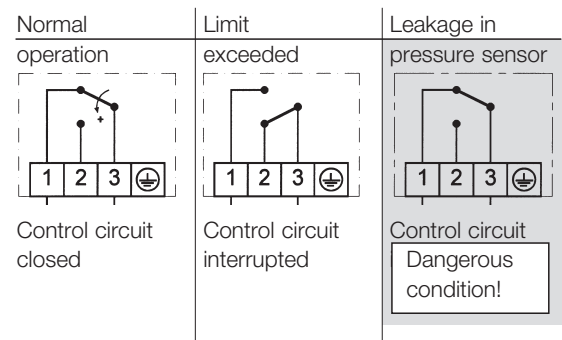 Normal
operation
1 2 3
Control circuit
closed
Limit
exceeded
1 2 3
Control circuit
interrupted
Leakage in
pressure sensor
1 2 3
Control circuit
Dangerous
condition!